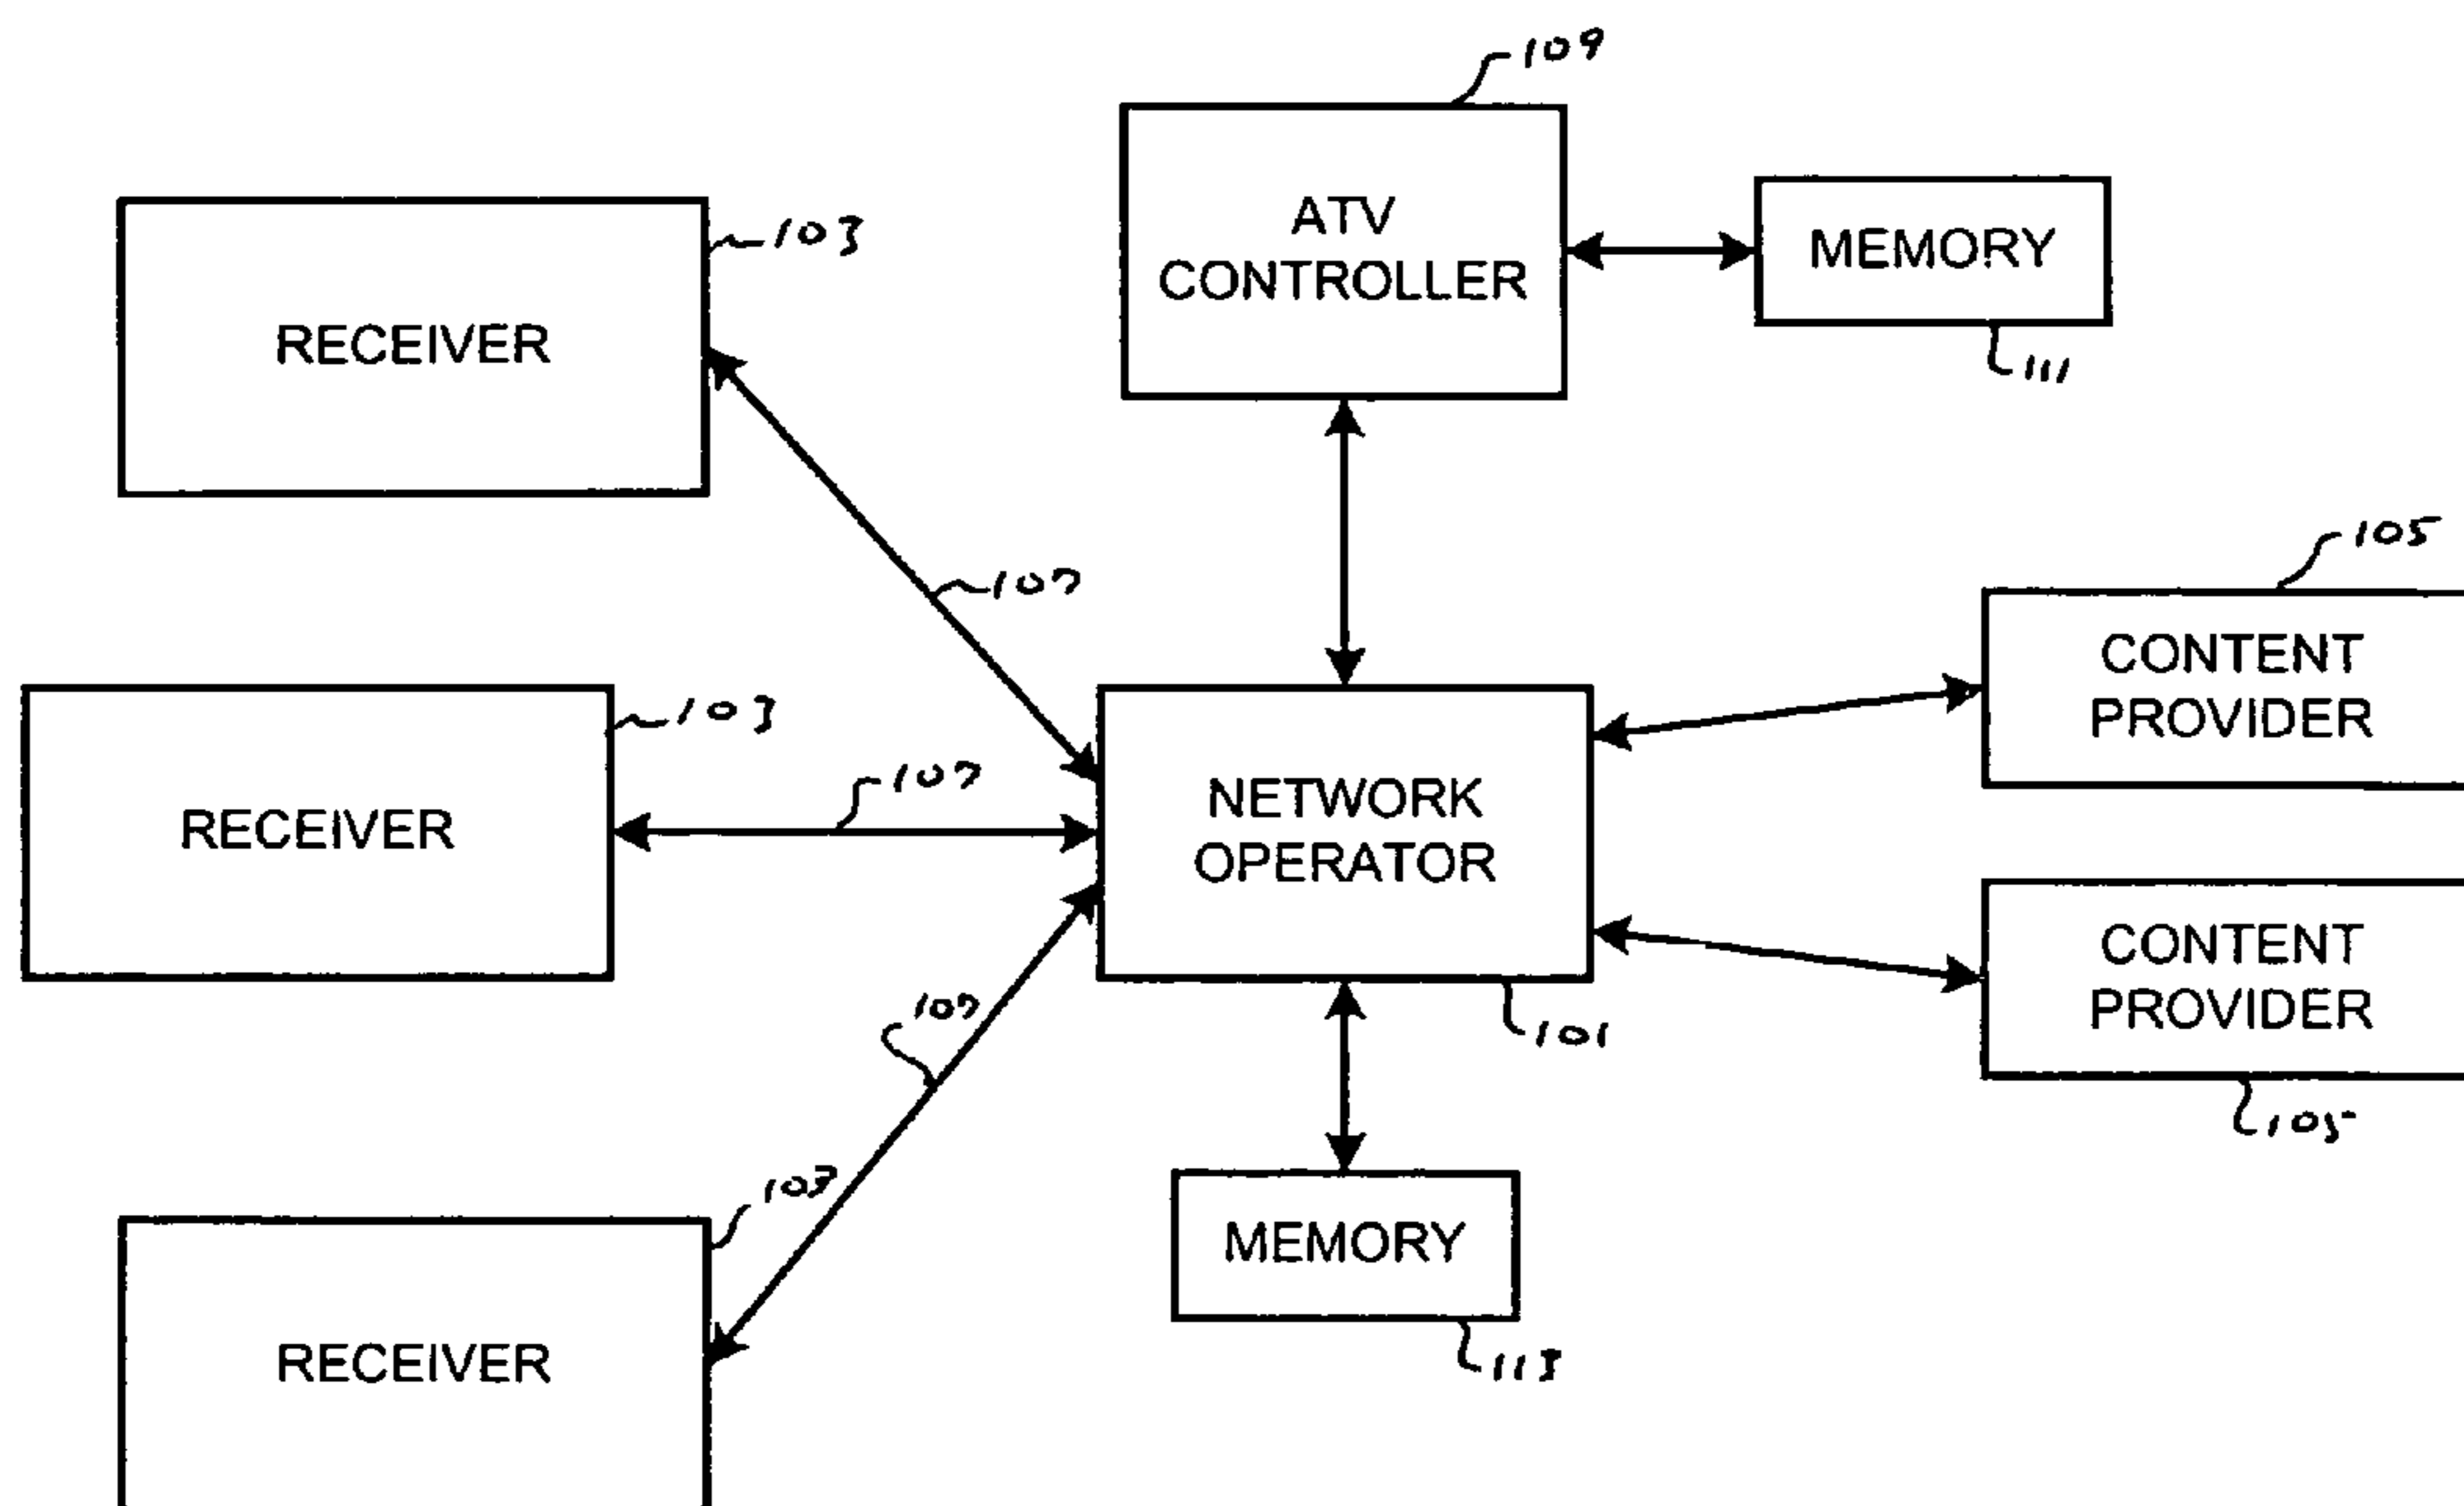 109
ATV
CONTROLLER
MEMORY
111
103
RECEIVER
107
105
CONTENT
PROVIDER
103
RECEIVER
107
NETWORK
OPERATOR
101
CONTENT
PROVIDER
105
107
103
RECEIVER
MEMORY
113